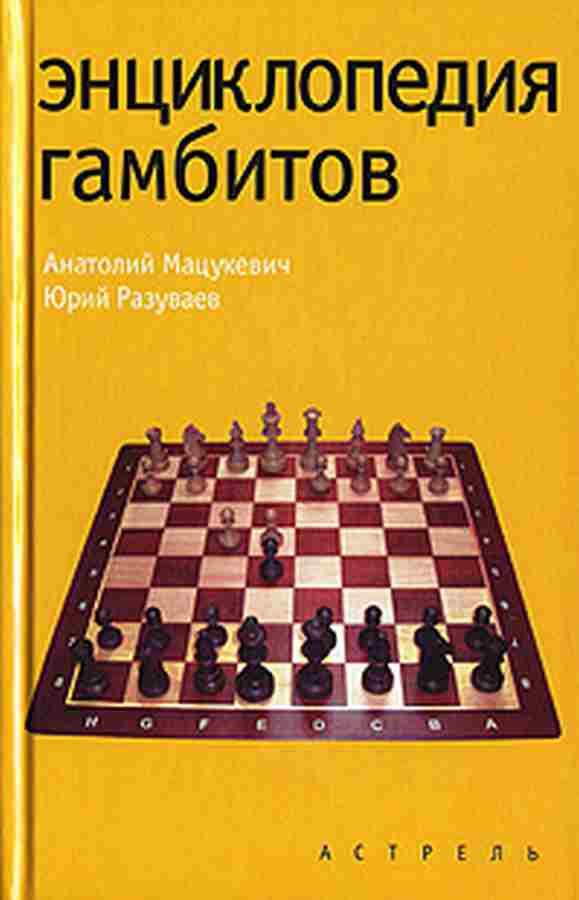 энциклопедия
гамбитов
Анатолий Мацукевич
Юрий Разуваев
H G F E D C B A
АСТРЕЛЬ